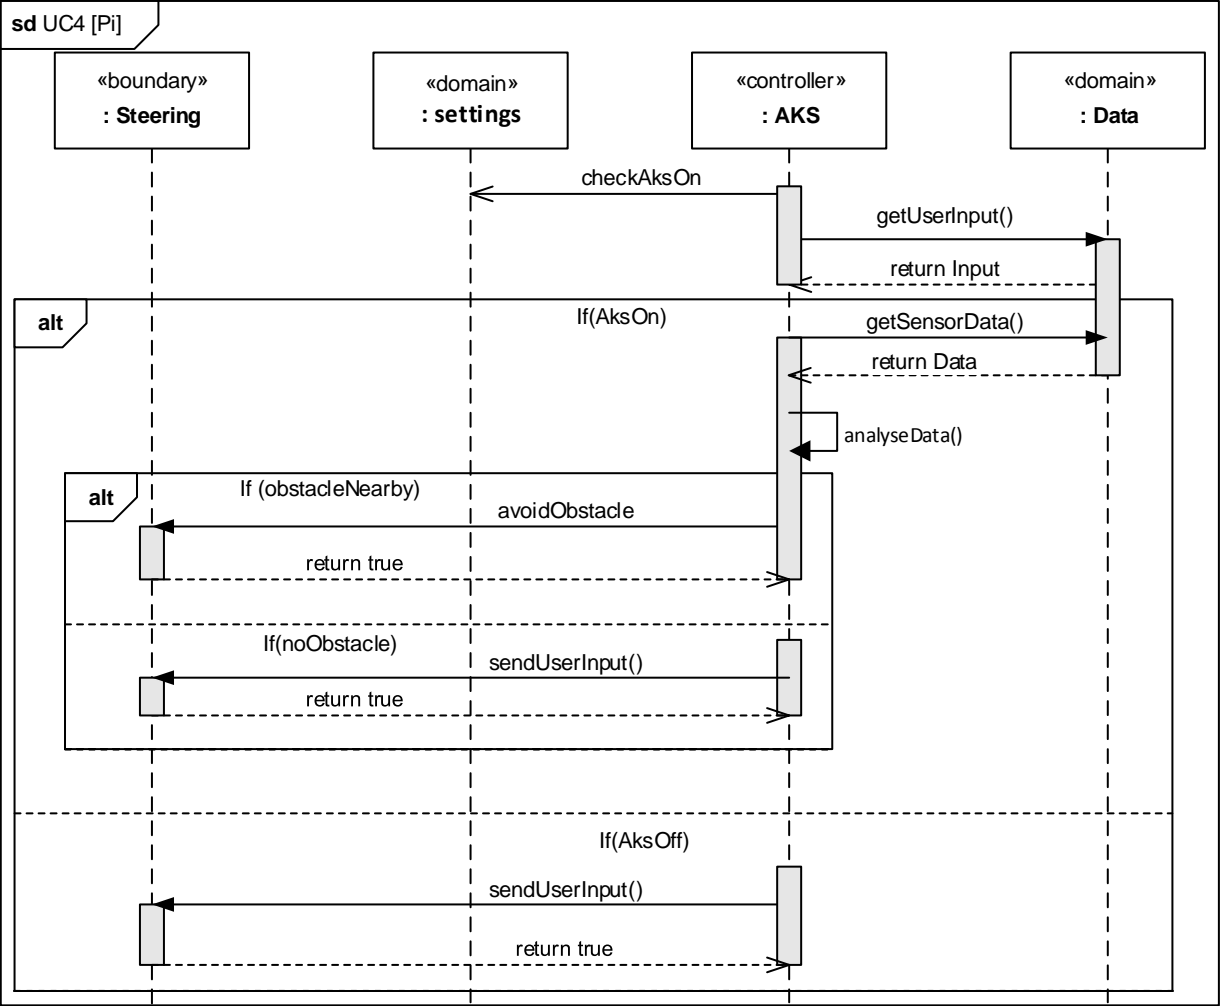 sd UC4 [Pi]
«boundary»
: Steering
«domain»
: settings
«controller»
: AKS
«domain»
: Data
checkAksOn
getUserInput()
return Input
alt
If(AksOn)
getSensorData()
return Data
analyseData()
alt
If (obstacleNearby)
avoidObstacle
return true
If(noObstacle)
sendUserInput()
return true
If(AksOff)
sendUserInput()
return true